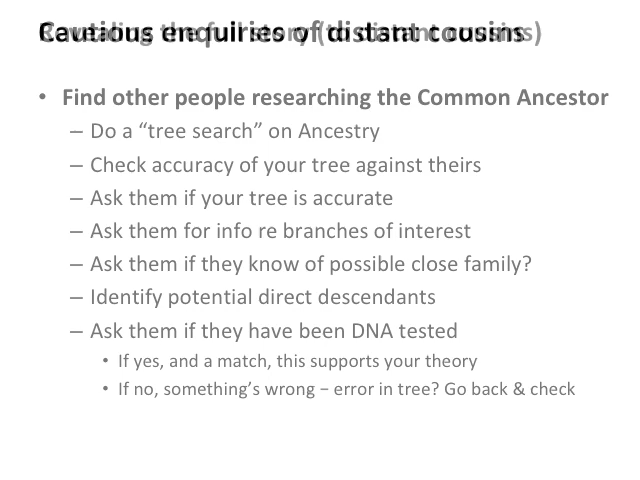 Cautious enquiries of distant cousins
• Find other people researching the Common Ancestor
– Do a “tree search” on Ancestry
– Check accuracy of your tree against theirs
– Ask them if your tree is accurate
– Ask them for info re branches of interest
– Ask them if they know of possible close family?
– Identify potential direct descendants
– Ask them if they have been DNA tested
• If yes, and a match, this supports your theory
• If no, something’s wrong – error in tree? Go back & check